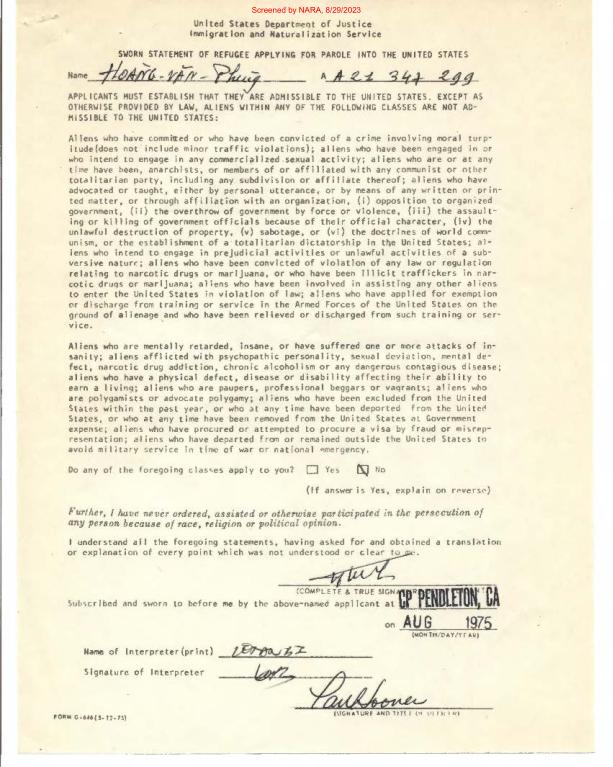 Screened by NARA, 8/29/2023
United States Department of Justice
Immigration and Naturalization Service
SWORN STATEMENT OF REFUGEE APPLYING FOR PAROLE INTO THE UNITED STATES
Name HOÀNG-VĂN-Phụng A A21 347 299
APPLICANTS MUST ESTABLISH THAT THEY ARE ADMISSIBLE TO THE UNITED STATES. EXCEPT AS
OTHERWISE PROVIDED BY LAW, ALIENS WITHIN ANY OF THE FOLLOWING CLASSES ARE NOT AD-
MISSIBLE TO THE UNITED STATES:
Aliens who have committed or who have been convicted of a crime involving moral turp-
itude(does not include minor traffic violations); aliens who have been engaged in or
who intend to engage in any commercialized sexual activity; aliens who are or at any
time have been, anarchists, or members of or affiliated with any communist or other
totalitarian party, including any subdivision or affiliate thereof; aliens who have
advocated or taught, either by personal utterance, or by means of any written or prin-
ted matter, or through affiliation with an organization, (i) opposition to organized
government, (ii) the overthrow of government by force or violence, (iii) the assault-
ing or killing of government officials because of their official character, (iv) the
unlawful destruction of property, (v) sabotage, or (vi) the doctrines of world comm-
unism, or the establishment of a totalitarian dictatorship in the United States; al-
iens who intend to engage in prejudicial activities or unlawful activities of a sub-
versive nature; aliens who have been convicted of violation of any law or regulation
relating to narcotic drugs or marijuana, or who have been illicit traffickers in nar-
cotic drugs or marijuana; aliens who have been involved in assisting any other aliens
to enter the United States in violation of law; aliens who have applied for exemption
or discharge from training or service in the Armed Forces of the United States on the
ground of alienage and who have been relieved or discharged from such training or ser-
vice.
Aliens who are mentally retarded, insane, or have suffered one or more attacks of in-
sanity; aliens afflicted with psychopathic personality, sexual deviation, mental de-
fect, narcotic drug addiction, chronic alcoholism or any dangerous contagious disease;
aliens who have a physical defect, disease or disability affecting their ability to
earn a living; aliens who are paupers, professional beggars or vagrants; aliens who
are polygamists or advocate polygamy; aliens who have been excluded from the United
States within the past year, or who at any time have been deported from the United
States, or who at any time have been removed from the United States at Government
expense; aliens who have procured or attempted to procure a visa by fraud or misrep-
resentation; aliens who have departed from or remained outside the United States to
avoid military service in time of war or national emergency.
Do any of the foregoing classes apply to you? Yes No
(If answer is Yes, explain on reverse)
Further, I have never ordered, assisted or otherwise participated in the persecution of
any person because of race, religion or political opinion.
I understand all the foregoing statements, having asked for and obtained a translation
or explanation of every point which was not understood or clear to me.
(COMPLETE & TRUE
Subscribed and sworn to before me by the above-named applicant at CP PENDLETON, CA
on AUG 1975
(MONTH/DAY/YEAR)
Name of Interpreter(print)
Signature of Interpreter
Paul Hoover
(SIGNATURE AND TITLE OF OFFICER)
FORM G-646(5-12-75)